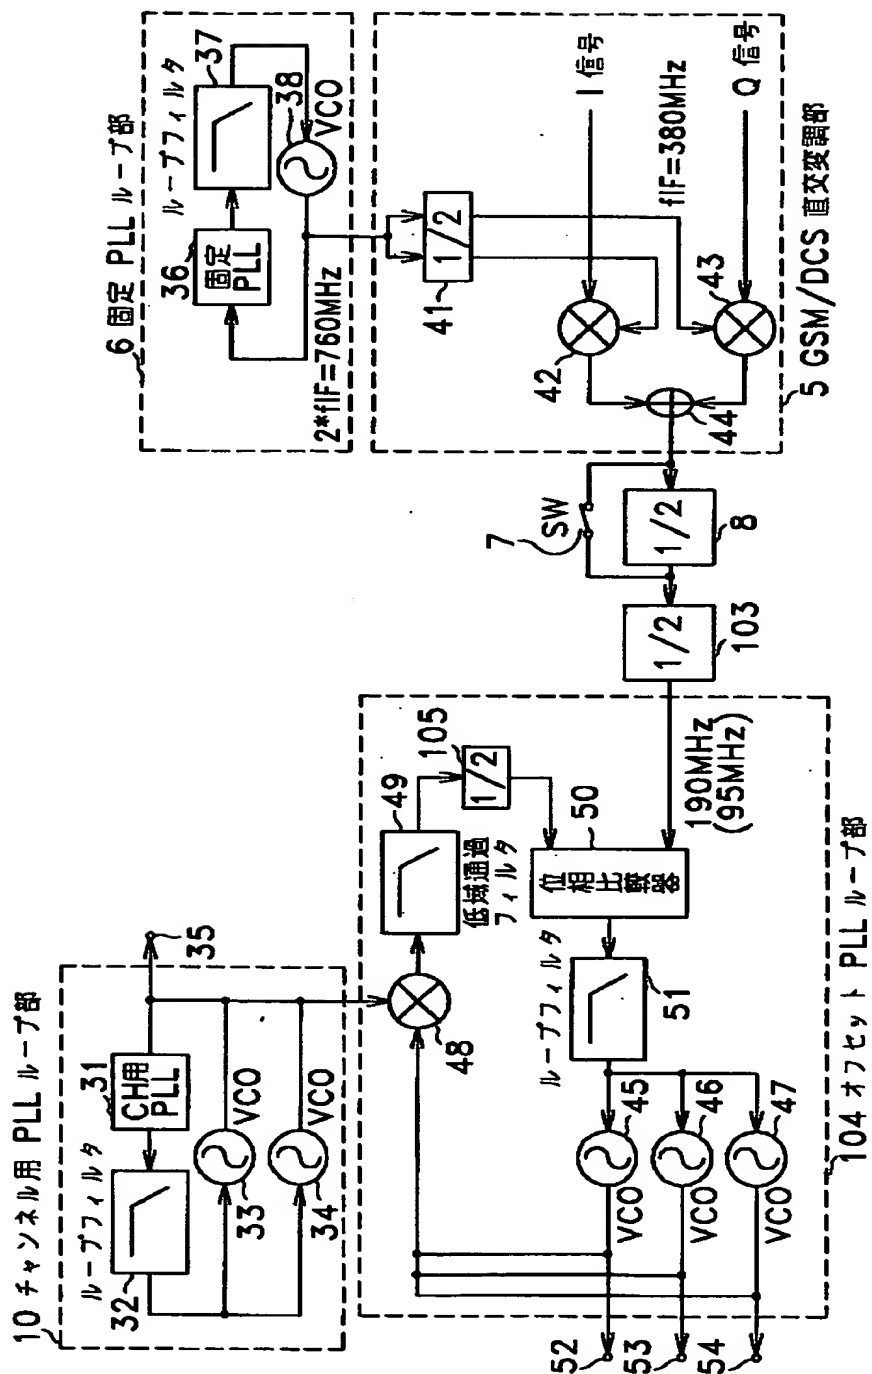 10 チャンネル用 PLL ループ部
ループフィルタ
32
31
CH用
PLL
35
VCO
33
VCO
34
6 固定 PLL ループ部
ループフィルタ
37
36
固定
PLL
38
VCO
2*fIF=760MHz
41
1/2
I 信号
fIF=380MHz
Q 信号
42
43
44
5 GSM/DCS 直交変調部
7
SW
1/2
8
1/2
103
190MHz
(95MHz)
49
低域通過
フィルタ
105
1/2
50
位相比較器
48
ループフィルタ
51
45
VCO
46
VCO
47
VCO
52
53
54
104 オフセット PLL ループ部